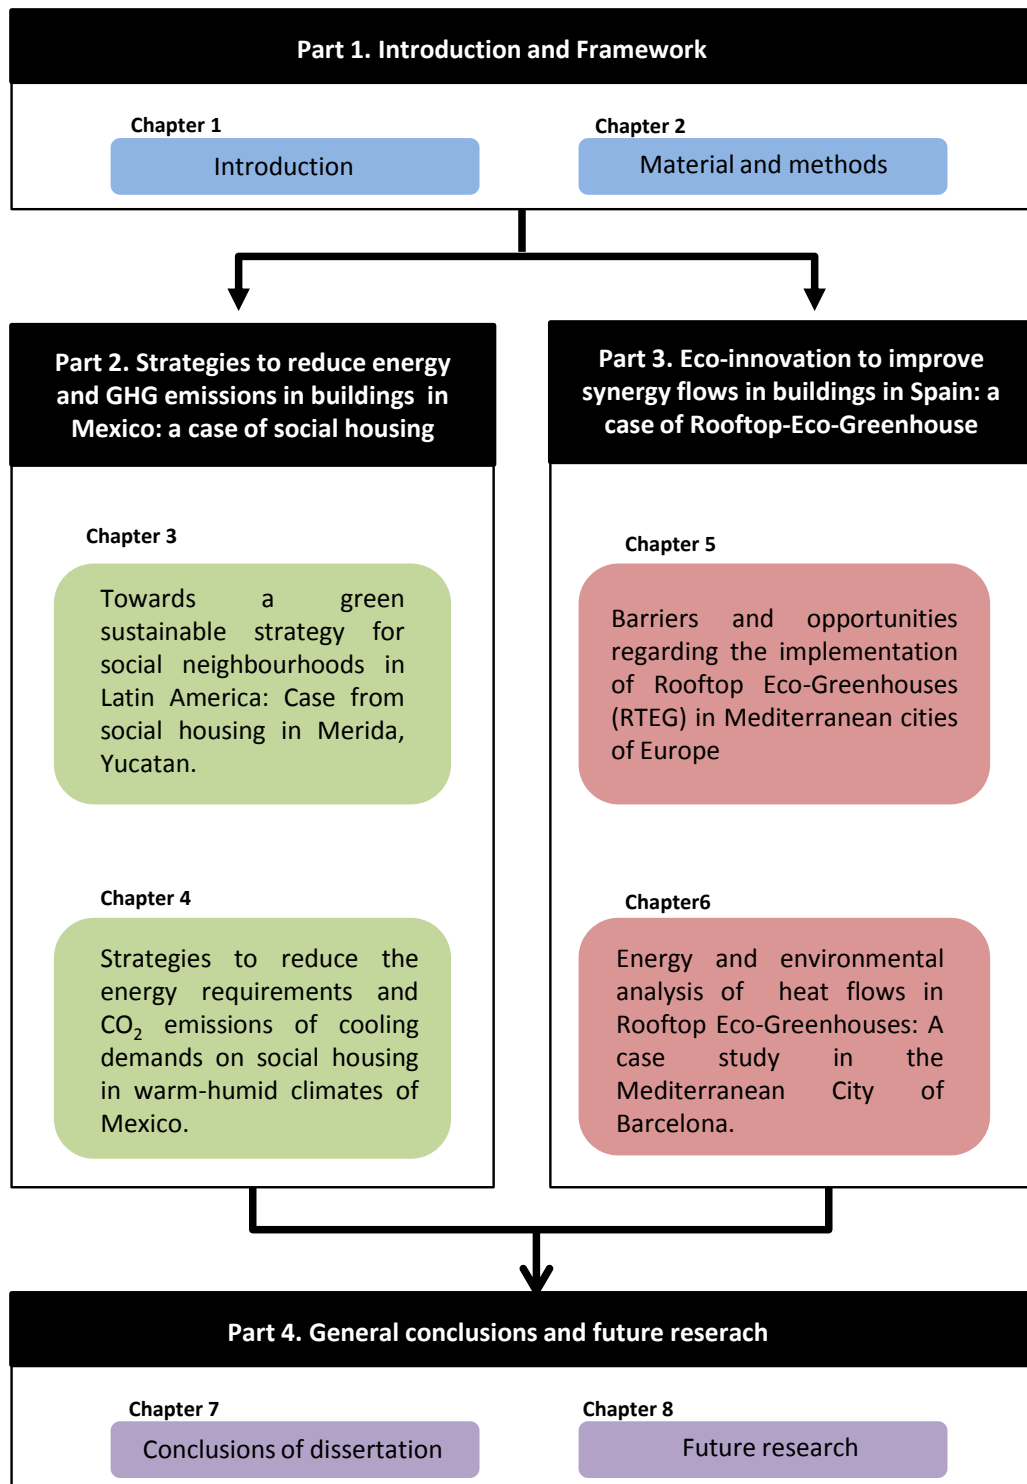 Part 1. Introduction and Framework
Chapter 1
Introduction
Chapter 2
Material and methods
Part 2. Strategies to reduce energy
and GHG emissions in buildings in
Mexico: a case of social housing
Chapter 3
Towards a green
sustainable strategy for
social neighbourhoods in
Latin America: Case from
social housing in Merida,
Yucatan.
Chapter 4
Strategies to reduce the
energy requirements and
CO₂ emissions of cooling
demands on social housing
in warm-humid climates of
Mexico.
Part 3. Eco-innovation to improve
synergy flows in buildings in Spain: a
case of Rooftop-Eco-Greenhouse
Chapter 5
Barriers and opportunities
regarding the implementation
of Rooftop Eco-Greenhouses
(RTEG) in Mediterranean cities
of Europe
Chapter6
Energy and environmental
analysis of heat flows in
Rooftop Eco-Greenhouses: A
case study in the
Mediterranean City of
Barcelona.
Part 4. General conclusions and future reserach
Chapter 7
Conclusions of dissertation
Chapter 8
Future research